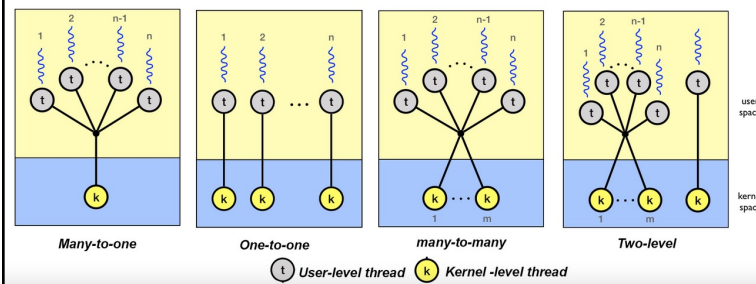 1 2 n-1 n
t t t t
k
Many-to-one
1 2 n
t t ... t
k k k
One-to-one
1 2 n-1 n
t t t t
k ... k
1 m
many-to-many
1 2 n-1 n
t t t t t
k ... k k
1 m
Two-level
t User-level thread k Kernel -level thread